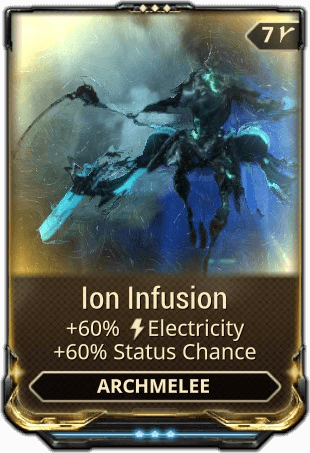 7
Ion Infusion
+60% Electricity
+60% Status Chance
ARCHMELEE